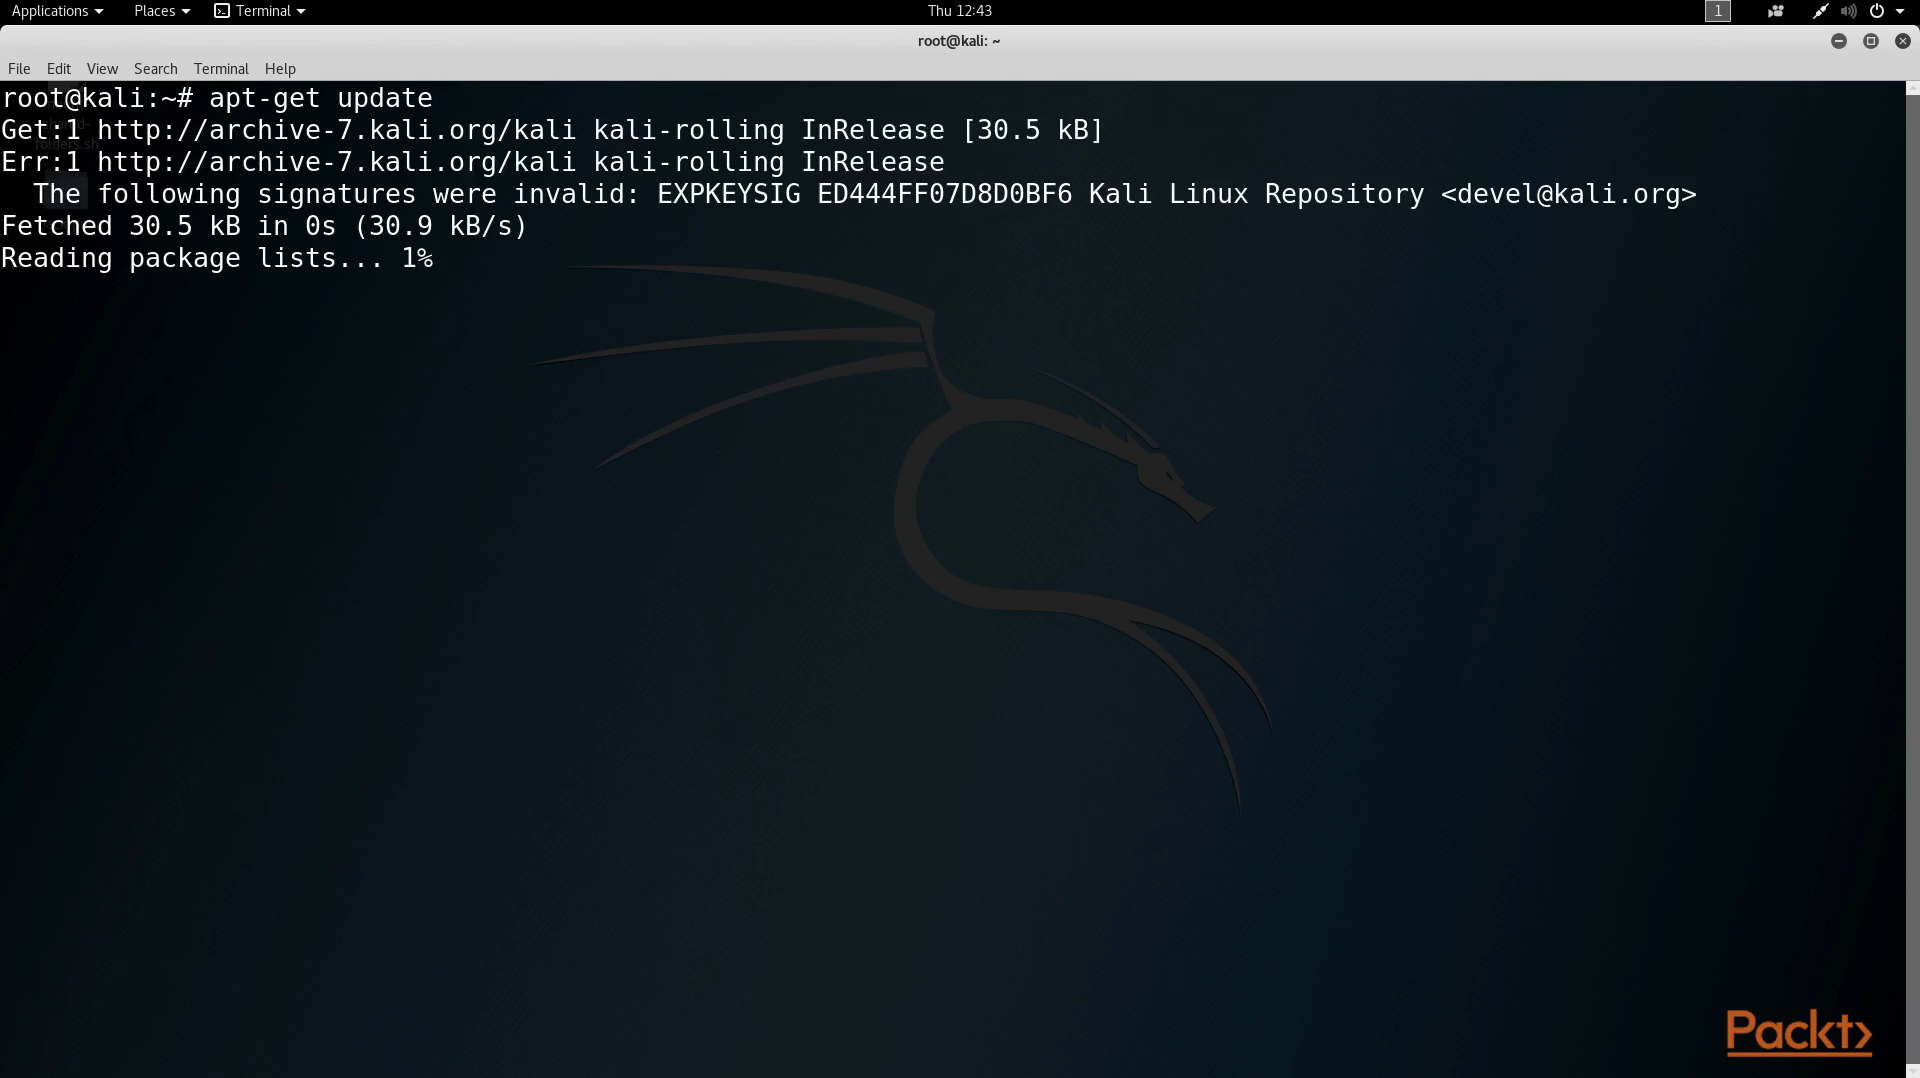 Applications Places Terminal Thu 12:43 1
root@kali: ~
File Edit View Search Terminal Help
root@kali:~# apt-get update
Get:1 http://archive-7.kali.org/kali kali-rolling InRelease [30.5 kB]
Err:1 http://archive-7.kali.org/kali kali-rolling InRelease
The following signatures were invalid: EXPKEYSIG ED444FF07D8D0BF6 Kali Linux Repository <devel@kali.org>
Fetched 30.5 kB in 0s (30.9 kB/s)
Reading package lists... 1%
folders.sh
Packt>